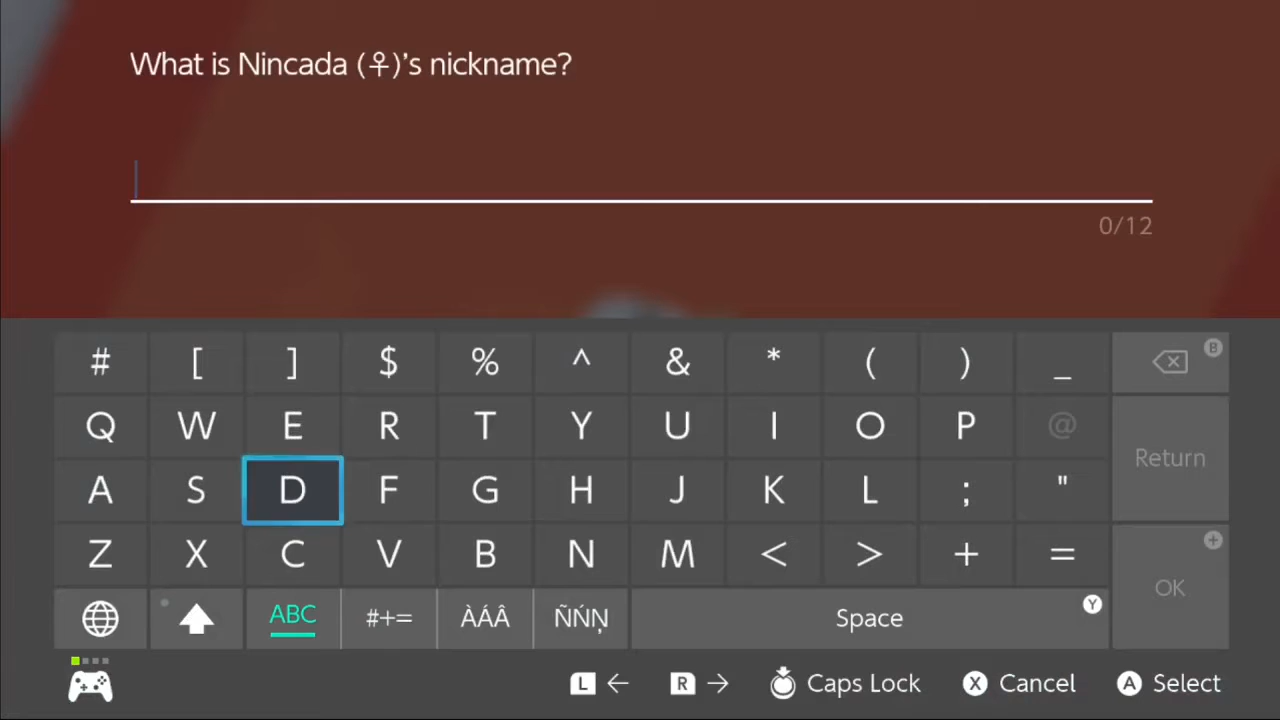 What is Nincada (♀)'s nickname?
0/12
# [ ] $ % ^ & * ( ) _ B
Q W E R T Y U I O P @ Return
A S D F G H J K L ; "
Z X C V B N M < > + = + OK
ABC #+= ÀÁÂ ÑŃŅ Space Y
L ← R → Caps Lock X Cancel A Select